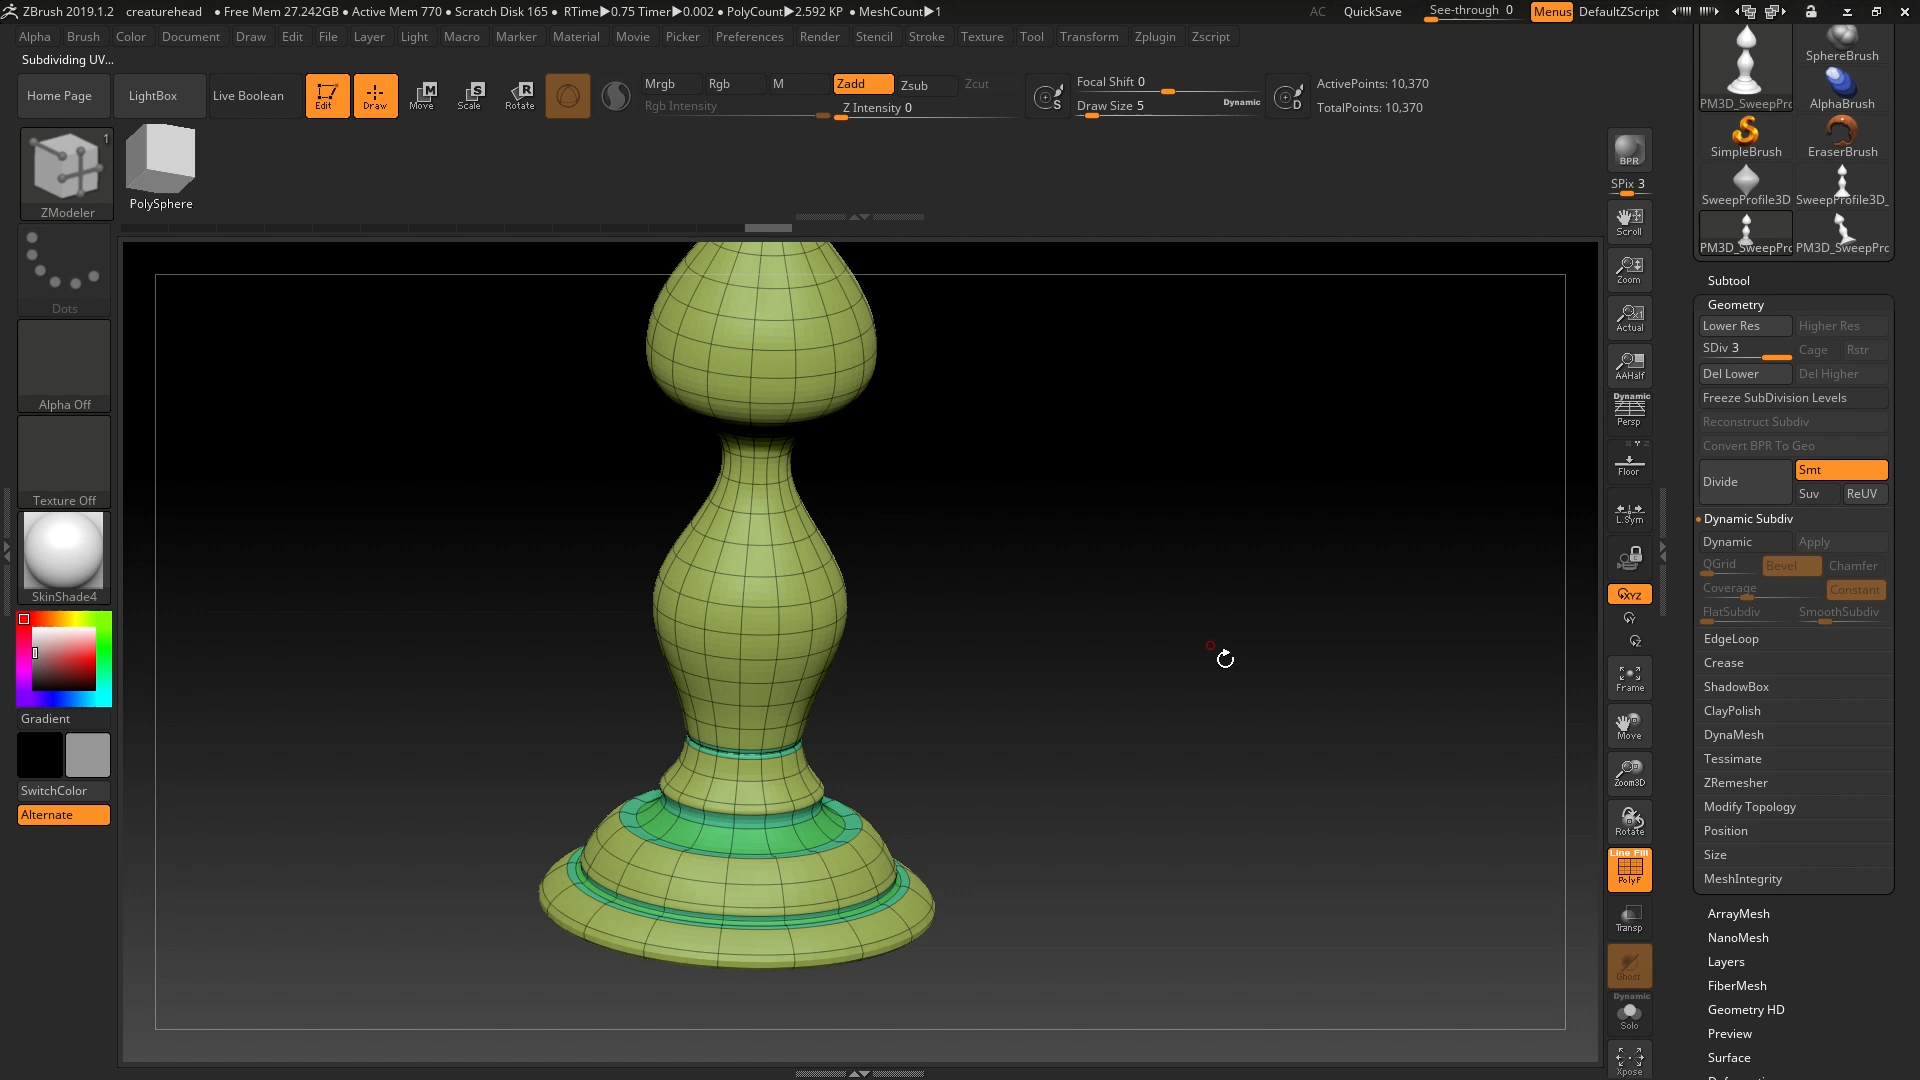 ZBrush 2019.1.2 creaturehead ● Free Mem 27.242GB ● Active Mem 770 ● Scratch Disk 165 ● RTime▶0.75 Timer▶0.002 ● PolyCount▶2.592 KP ● MeshCount▶1 AC QuickSave See-through 0 Menus DefaultZScript
Alpha Brush Color Document Draw Edit File Layer Light Macro Marker Material Movie Picker Preferences Render Stencil Stroke Texture Tool Transform Zplugin Zscript
Subdividing UV...
Home Page LightBox Live Boolean Edit Draw Move Scale Rotate
Mrgb Rgb M Zadd Zsub Zcut
Rgb Intensity Z Intensity 0
S Focal Shift 0
Draw Size 5 Dynamic
D ActivePoints: 10,370
TotalPoints: 10,370
1
ZModeler
PolySphere
Dots
Alpha Off
Texture Off
SkinShade4
Gradient
SwitchColor
Alternate
BPR
SPix 3
Scroll
Zoom
Actual
AAHalf
Dynamic
Persp
Floor
L.Sym
XYZ
Y
Z
Frame
Move
Zoom3D
Rotate
Line Fill
PolyF
Transp
Ghost
Dynamic
Solo
Xpose
SphereBrush
PM3D_SweepPrc AlphaBrush
SimpleBrush EraserBrush
SweepProfile3D SweepProfile3D_
PM3D_SweepPrc PM3D_SweepPrc
Subtool
Geometry
Lower Res Higher Res
SDiv 3 Cage Rstr
Del Lower Del Higher
Freeze SubDivision Levels
Reconstruct Subdiv
Convert BPR To Geo
Divide Smt
Suv ReUV
Dynamic Subdiv
Dynamic Apply
QGrid Bevel Chamfer
Coverage Constant
FlatSubdiv SmoothSubdiv
EdgeLoop
Crease
ShadowBox
ClayPolish
DynaMesh
Tessimate
ZRemesher
Modify Topology
Position
Size
MeshIntegrity
ArrayMesh
NanoMesh
Layers
FiberMesh
Geometry HD
Preview
Surface